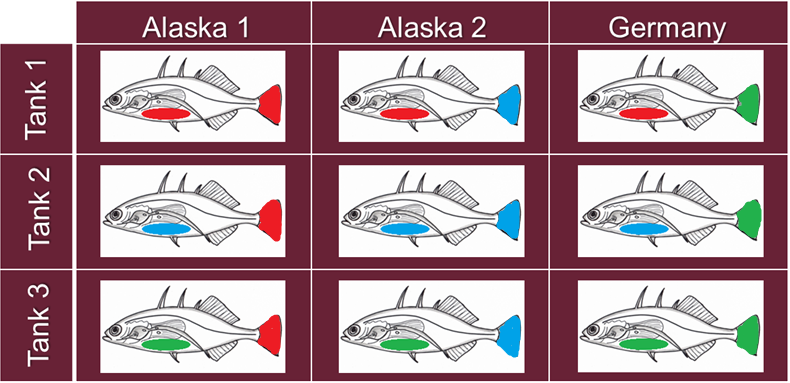 Alaska 1
Alaska 2
Germany
Tank 1
Tank 2
Tank 3